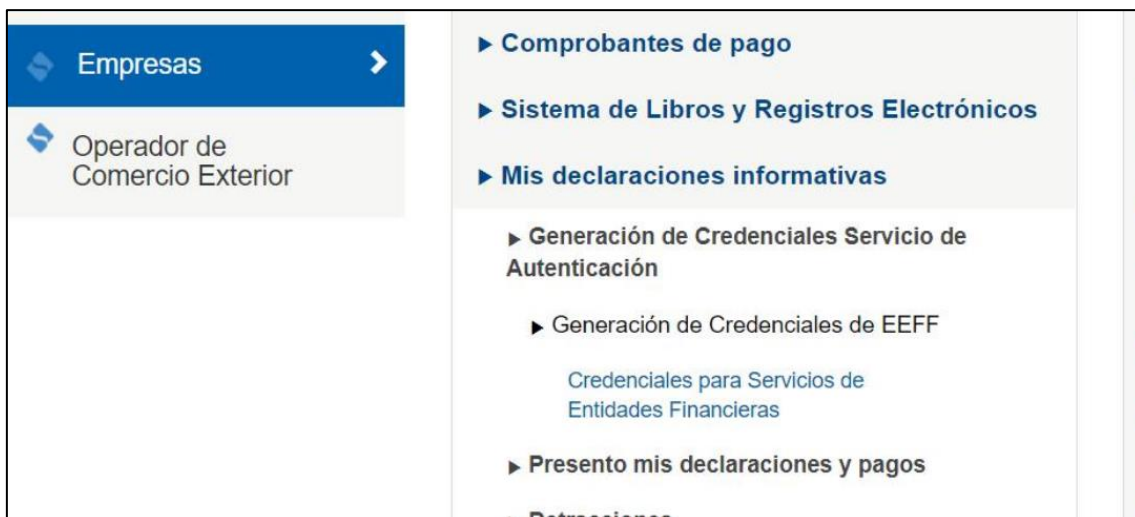 Empresas
Operador de
Comercio Exterior
Comprobantes de pago
Sistema de Libros y Registros Electrónicos
Mis declaraciones informativas
Generación de Credenciales Servicio de
Autenticación
Generación de Credenciales de EEFF
Credenciales para Servicios de
Entidades Financieras
Presento mis declaraciones y pagos